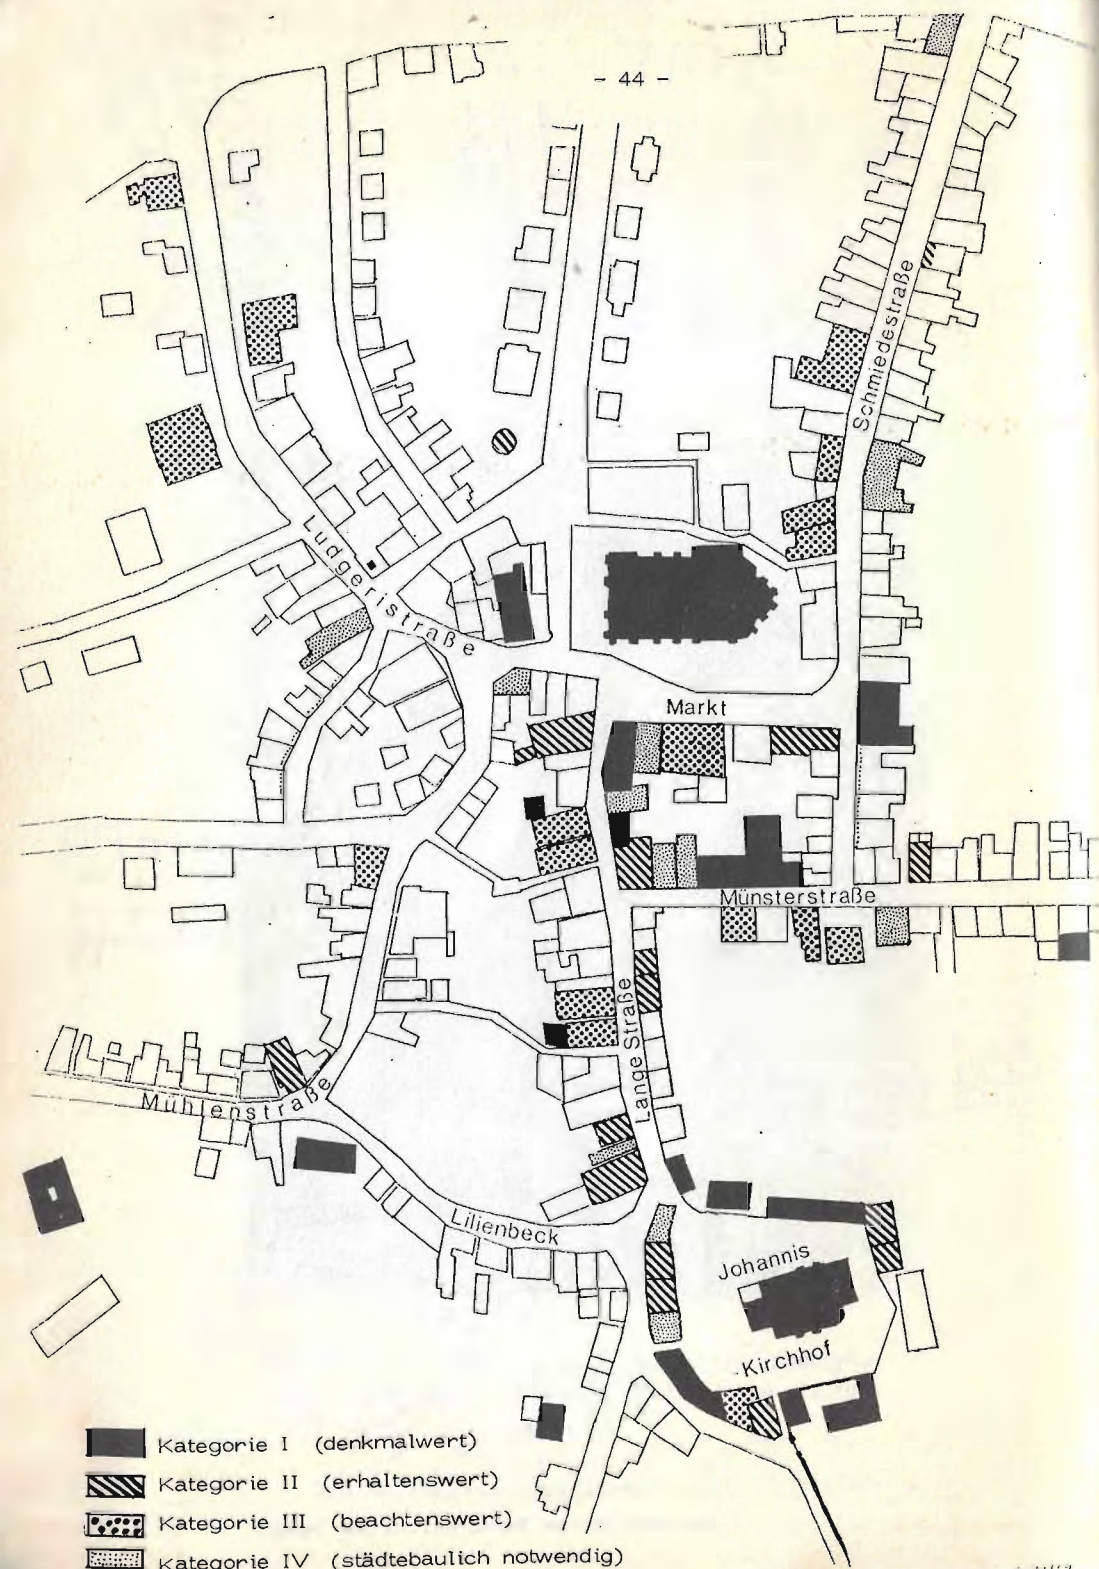 - 44 -
Schmiedestraße
Ludgeristraße
Markt
Münsterstraße
Lange Straße
Mühlenstraße
Lilienbeck
Johannis
Kirchhof
Kategorie I (denkmalwert)
Kategorie II (erhaltenswert)
Kategorie III (beachtenswert)
Kategorie IV (städtebaulich notwendig)